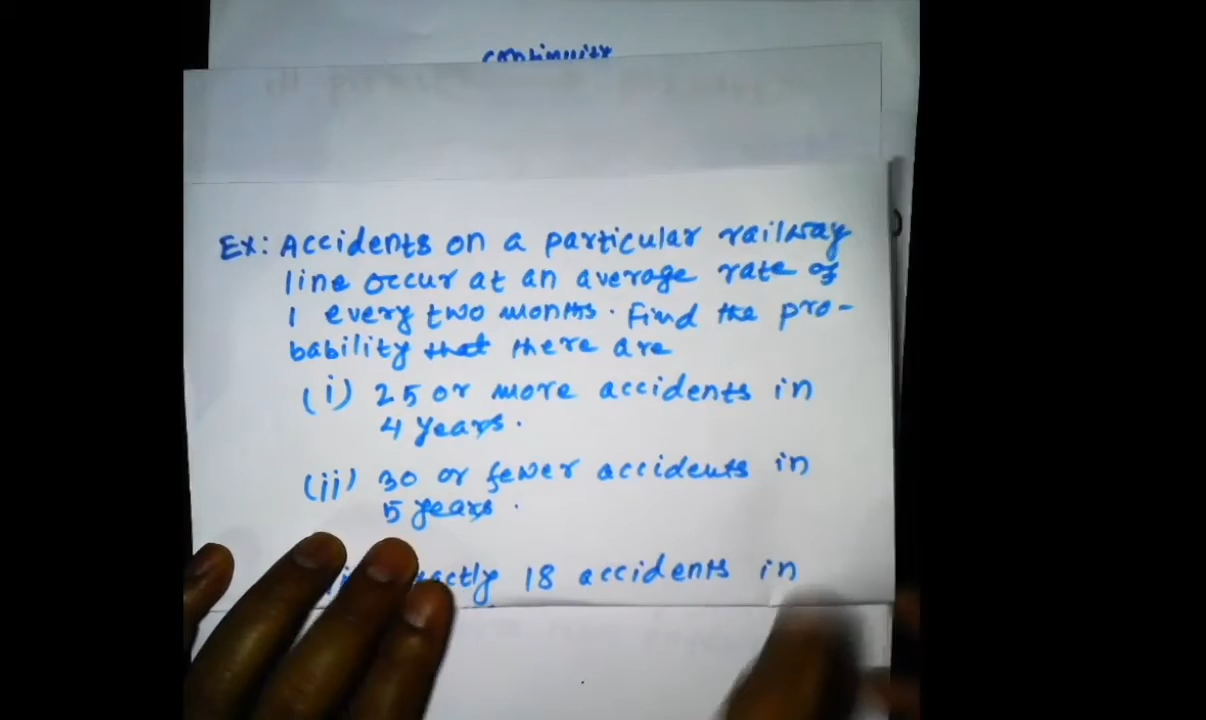 continuity
Ex: Accidents on a particular railway
line occur at an average rate of
1 every two months. Find the pro-
bability that there are
(i) 25 or more accidents in
4 years.
(ii) 30 or fewer accidents in
5 years.
18 accidents in